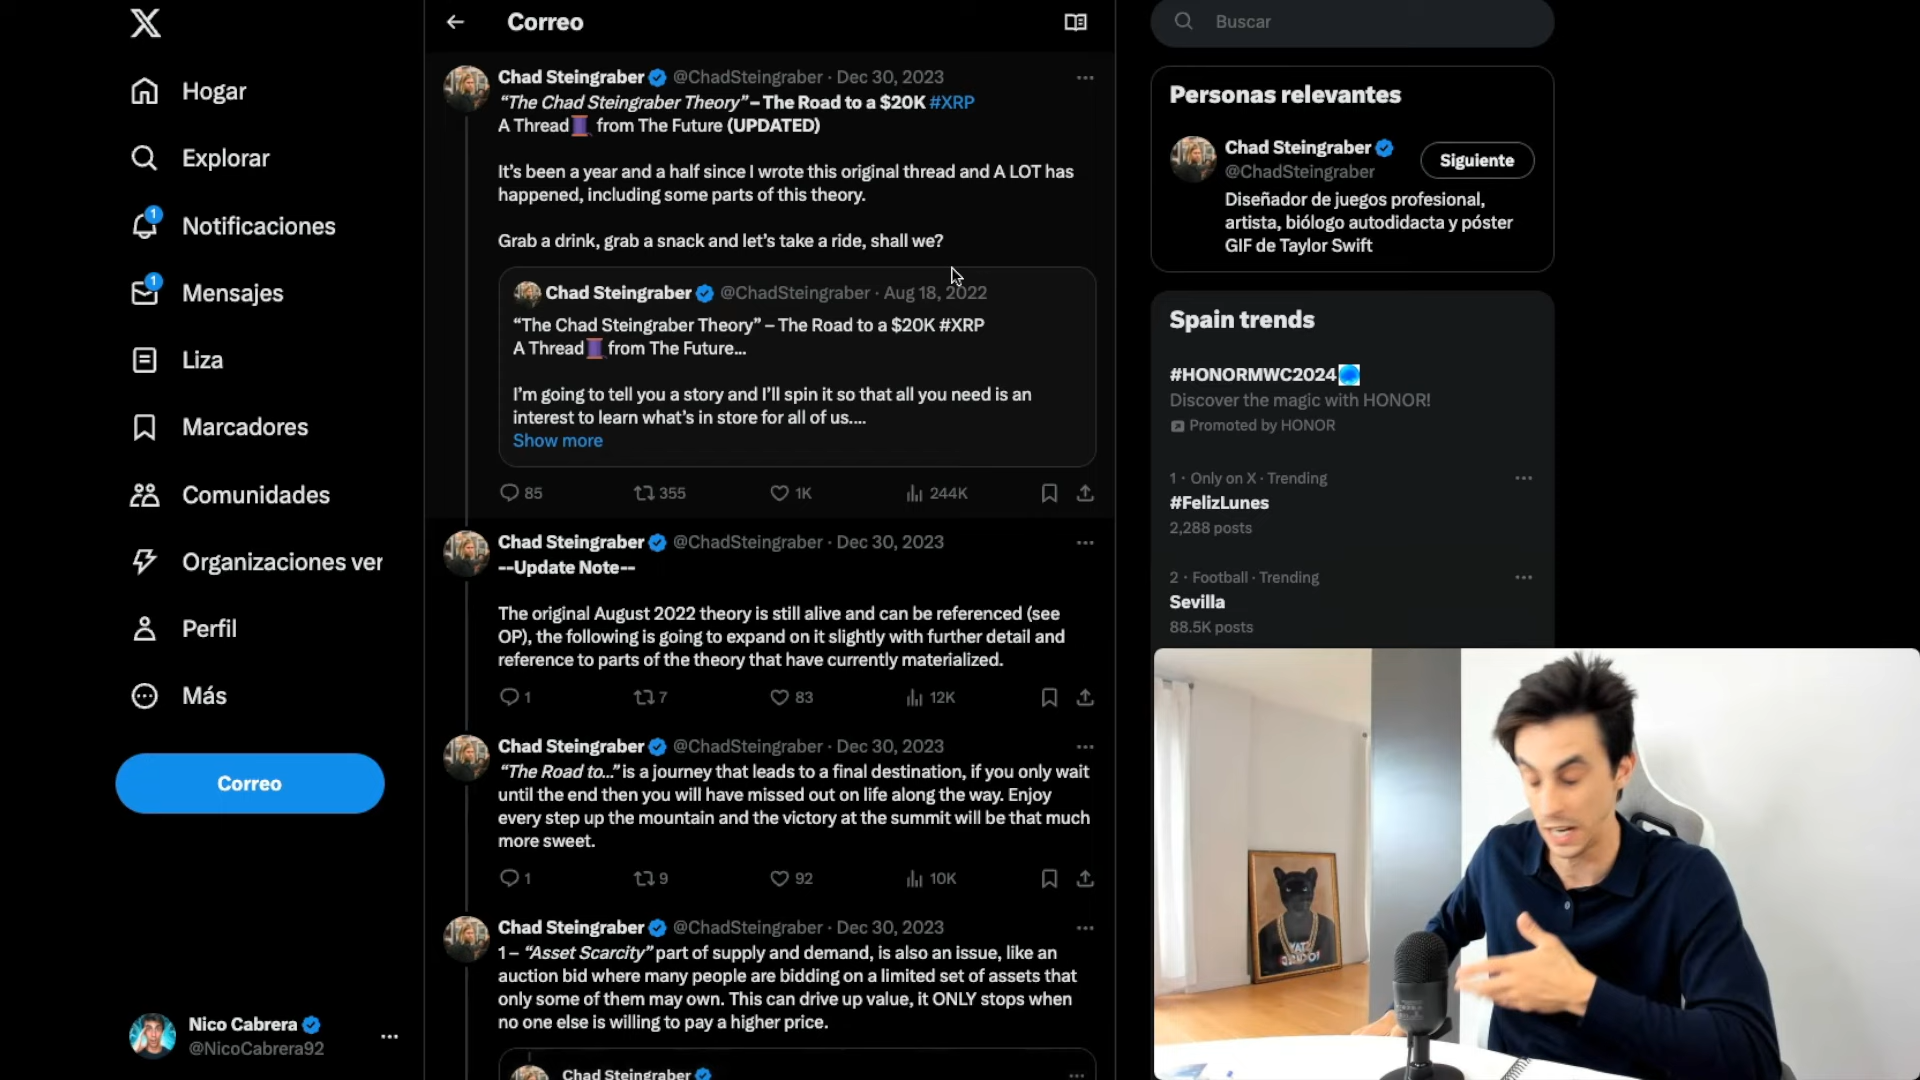 Hogar
Explorar
1
Notificaciones
1
Mensajes
Liza
Marcadores
Comunidades
Organizaciones ver
Perfil
Más
Correo
Nico Cabrera
@NicoCabrera92
Correo
Chad Steingraber @ChadSteingraber · Dec 30, 2023
“The Chad Steingraber Theory” – The Road to a $20K #XRP
A Thread🧵 from The Future (UPDATED)
It’s been a year and a half since I wrote this original thread and A LOT has
happened, including some parts of this theory.
Grab a drink, grab a snack and let’s take a ride, shall we?
Chad Steingraber @ChadSteingraber · Aug 18, 2022
“The Chad Steingraber Theory” – The Road to a $20K #XRP
A Thread🧵from The Future...
I’m going to tell you a story and I’ll spin it so that all you need is an
interest to learn what’s in store for all of us....
Show more
85 355 1K 244K
Chad Steingraber @ChadSteingraber · Dec 30, 2023
--Update Note--
The original August 2022 theory is still alive and can be referenced (see
OP), the following is going to expand on it slightly with further detail and
reference to parts of the theory that have currently materialized.
1 7 83 12K
Chad Steingraber @ChadSteingraber · Dec 30, 2023
“The Road to...” is a journey that leads to a final destination, if you only wait
until the end then you will have missed out on life along the way. Enjoy
every step up the mountain and the victory at the summit will be that much
more sweet.
1 9 92 10K
Chad Steingraber @ChadSteingraber · Dec 30, 2023
1 – “Asset Scarcity” part of supply and demand, is also an issue, like an
auction bid where many people are bidding on a limited set of assets that
only some of them may own. This can drive up value, it ONLY stops when
no one else is willing to pay a higher price.
Chad Steingraber
Buscar
Personas relevantes
Chad Steingraber
@ChadSteingraber
Siguiente
Diseñador de juegos profesional,
artista, biólogo autodidacta y póster
GIF de Taylor Swift
Spain trends
#HONORMWC2024
Discover the magic with HONOR!
Promoted by HONOR
1 · Only on X · Trending
#FelizLunes
2,288 posts
2 · Football · Trending
Sevilla
88.5K posts